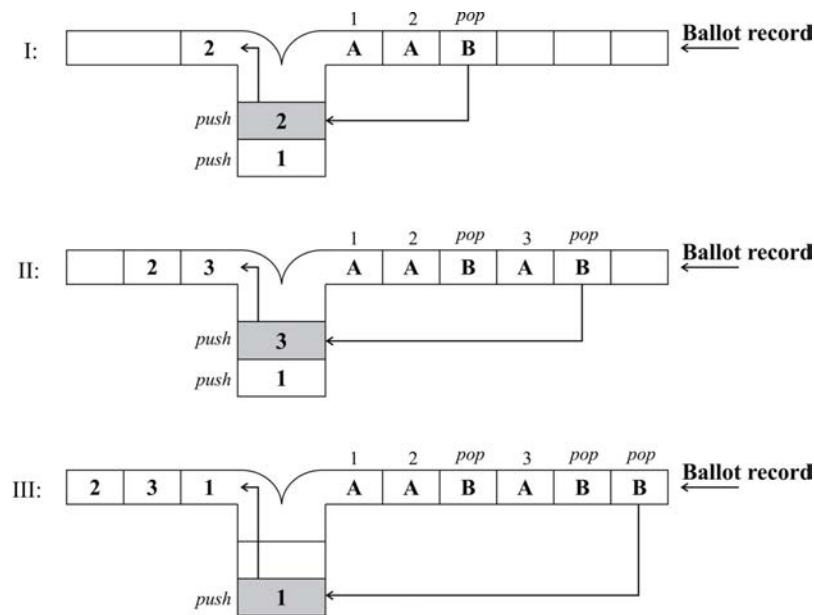 1 2 pop
I: 2 A A B Ballot record
push 2
push 1
1 2 pop 3 pop
II: 2 3 A A B A B Ballot record
push 3
push 1
1 2 pop 3 pop pop
III: 2 3 1 A A B A B B Ballot record
push 1